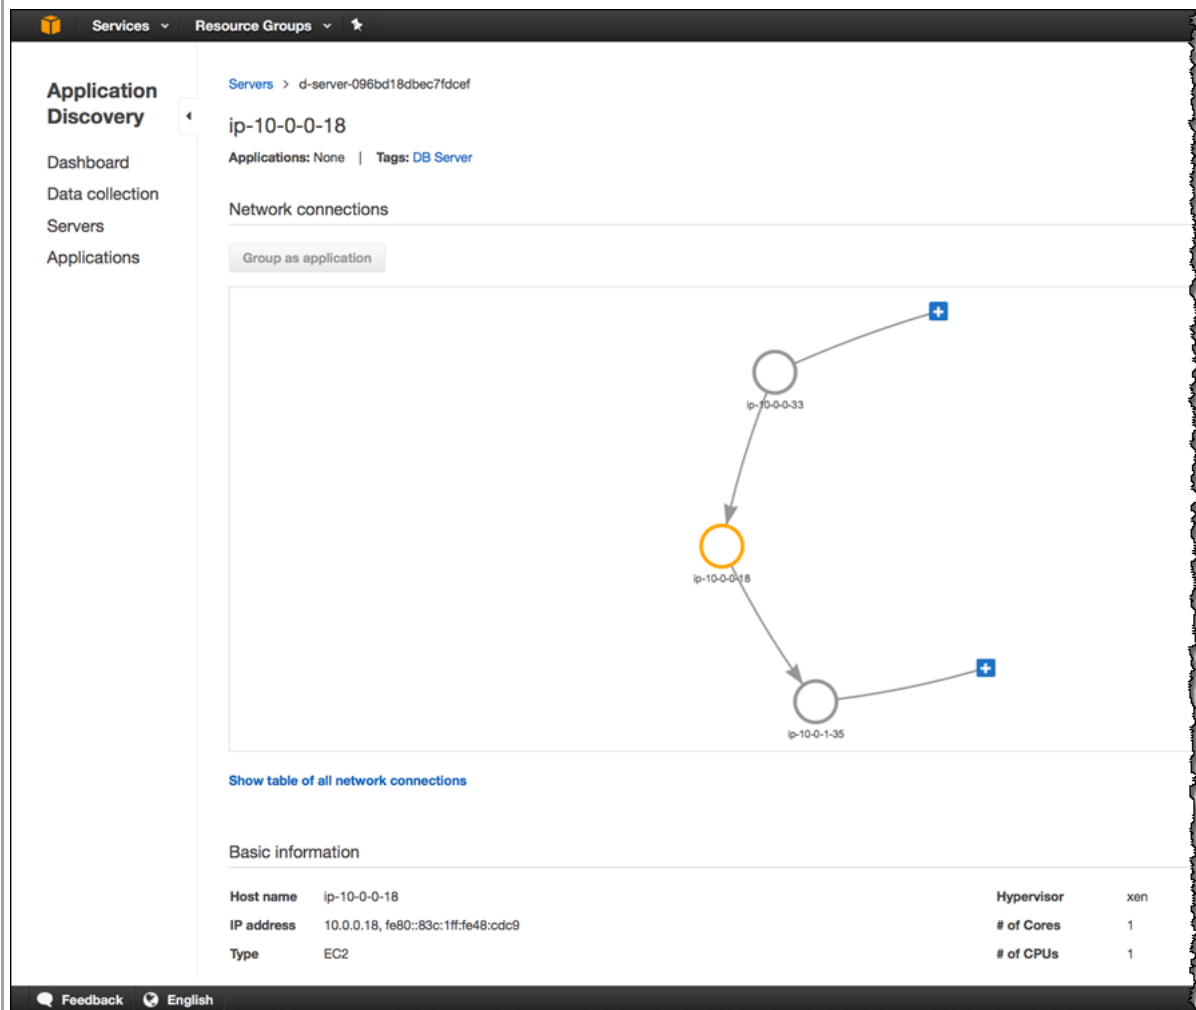 Services Resource Groups
Application
Discovery
Dashboard
Data collection
Servers
Applications
Servers > d-server-096bd18dbec7fdcef
ip-10-0-0-18
Applications: None | Tags: DB Server
Network connections
Group as application
ip-10-0-0-33
ip-10-0-0-18
ip-10-0-1-35
Show table of all network connections
Basic information
Host name ip-10-0-0-18 Hypervisor xen
IP address 10.0.0.18, fe80::83c:1ff:fe48:cdc9 # of Cores 1
Type EC2 # of CPUs 1
Feedback English